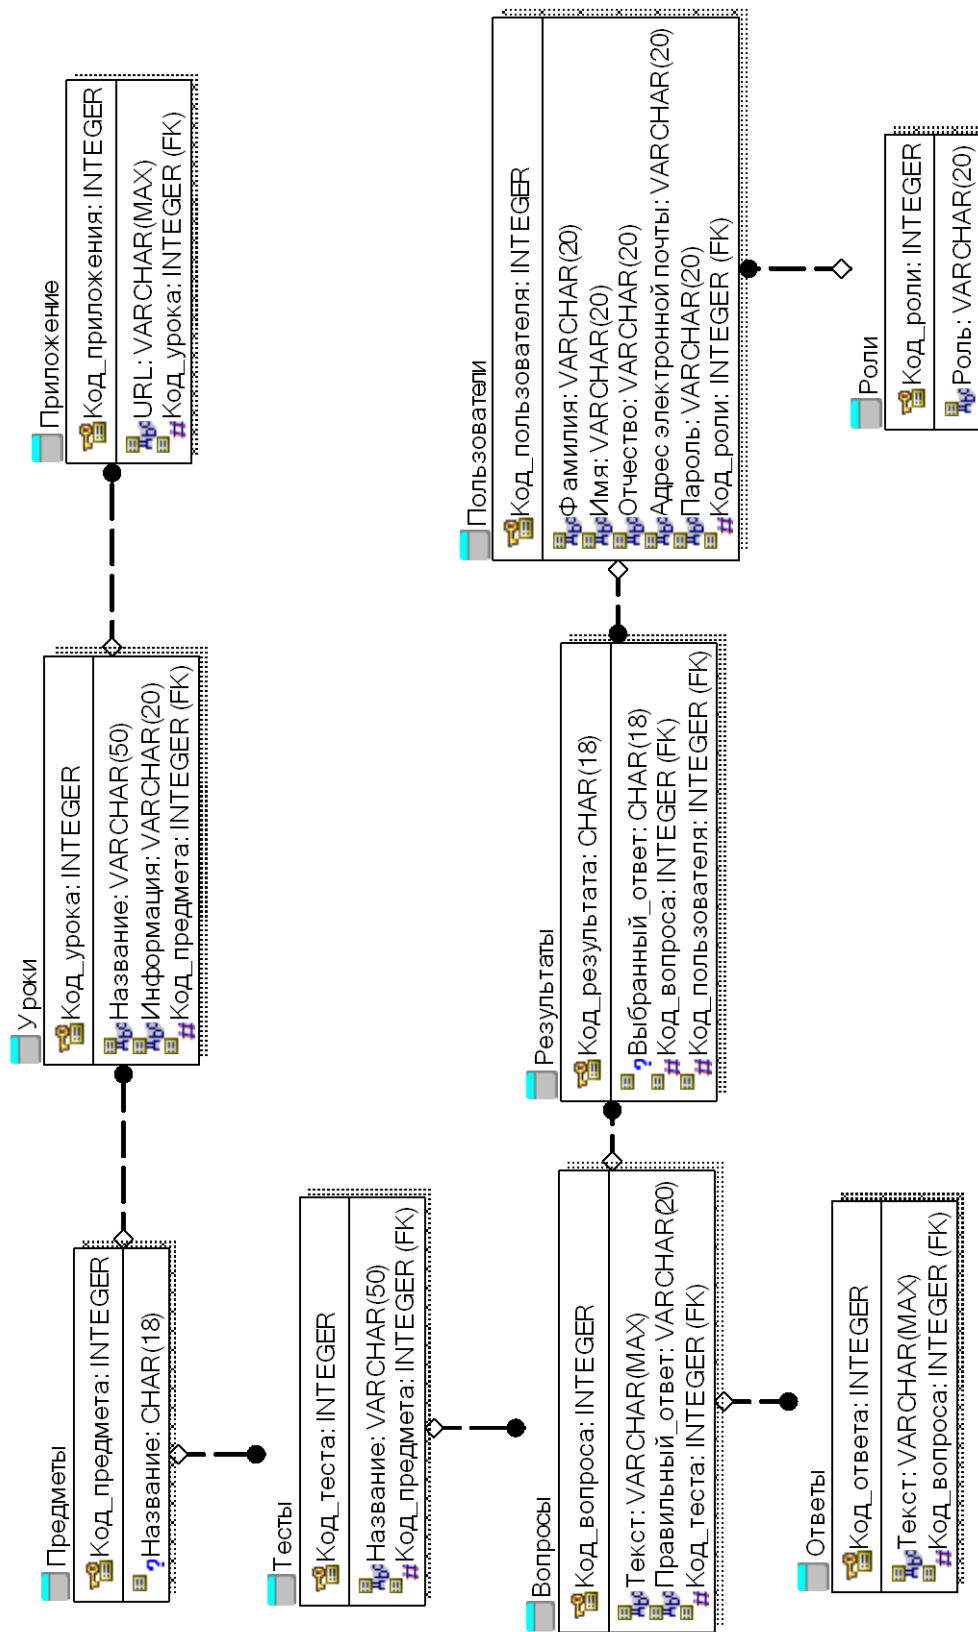 Предметы
Код_предмета: INTEGER
Название: CHAR(18)
Уроки
Код_урока: INTEGER
Название: VARCHAR(50)
Информация: VARCHAR(20)
Код_предмета: INTEGER (FK)
Приложение
Код_приложения: INTEGER
URL: VARCHAR(MAX)
Код_урока: INTEGER (FK)
Тесты
Код_теста: INTEGER
Название: VARCHAR(50)
Код_предмета: INTEGER (FK)
Вопросы
Код_вопроса: INTEGER
Текст: VARCHAR(MAX)
Правильный_ответ: VARCHAR(20)
Код_теста: INTEGER (FK)
Результаты
Код_результата: CHAR(18)
Выбранный_ответ: CHAR(18)
Код_вопроса: INTEGER (FK)
Код_пользователя: INTEGER (FK)
Пользователи
Код_пользователя: INTEGER
Фамилия: VARCHAR(20)
Имя: VARCHAR(20)
Отчество: VARCHAR(20)
Адрес электронной почты: VARCHAR(20)
Пароль: VARCHAR(20)
Код_роли: INTEGER (FK)
Ответы
Код_ответа: INTEGER
Текст: VARCHAR(MAX)
Код_вопроса: INTEGER (FK)
Роли
Код_роли: INTEGER
Роль: VARCHAR(20)